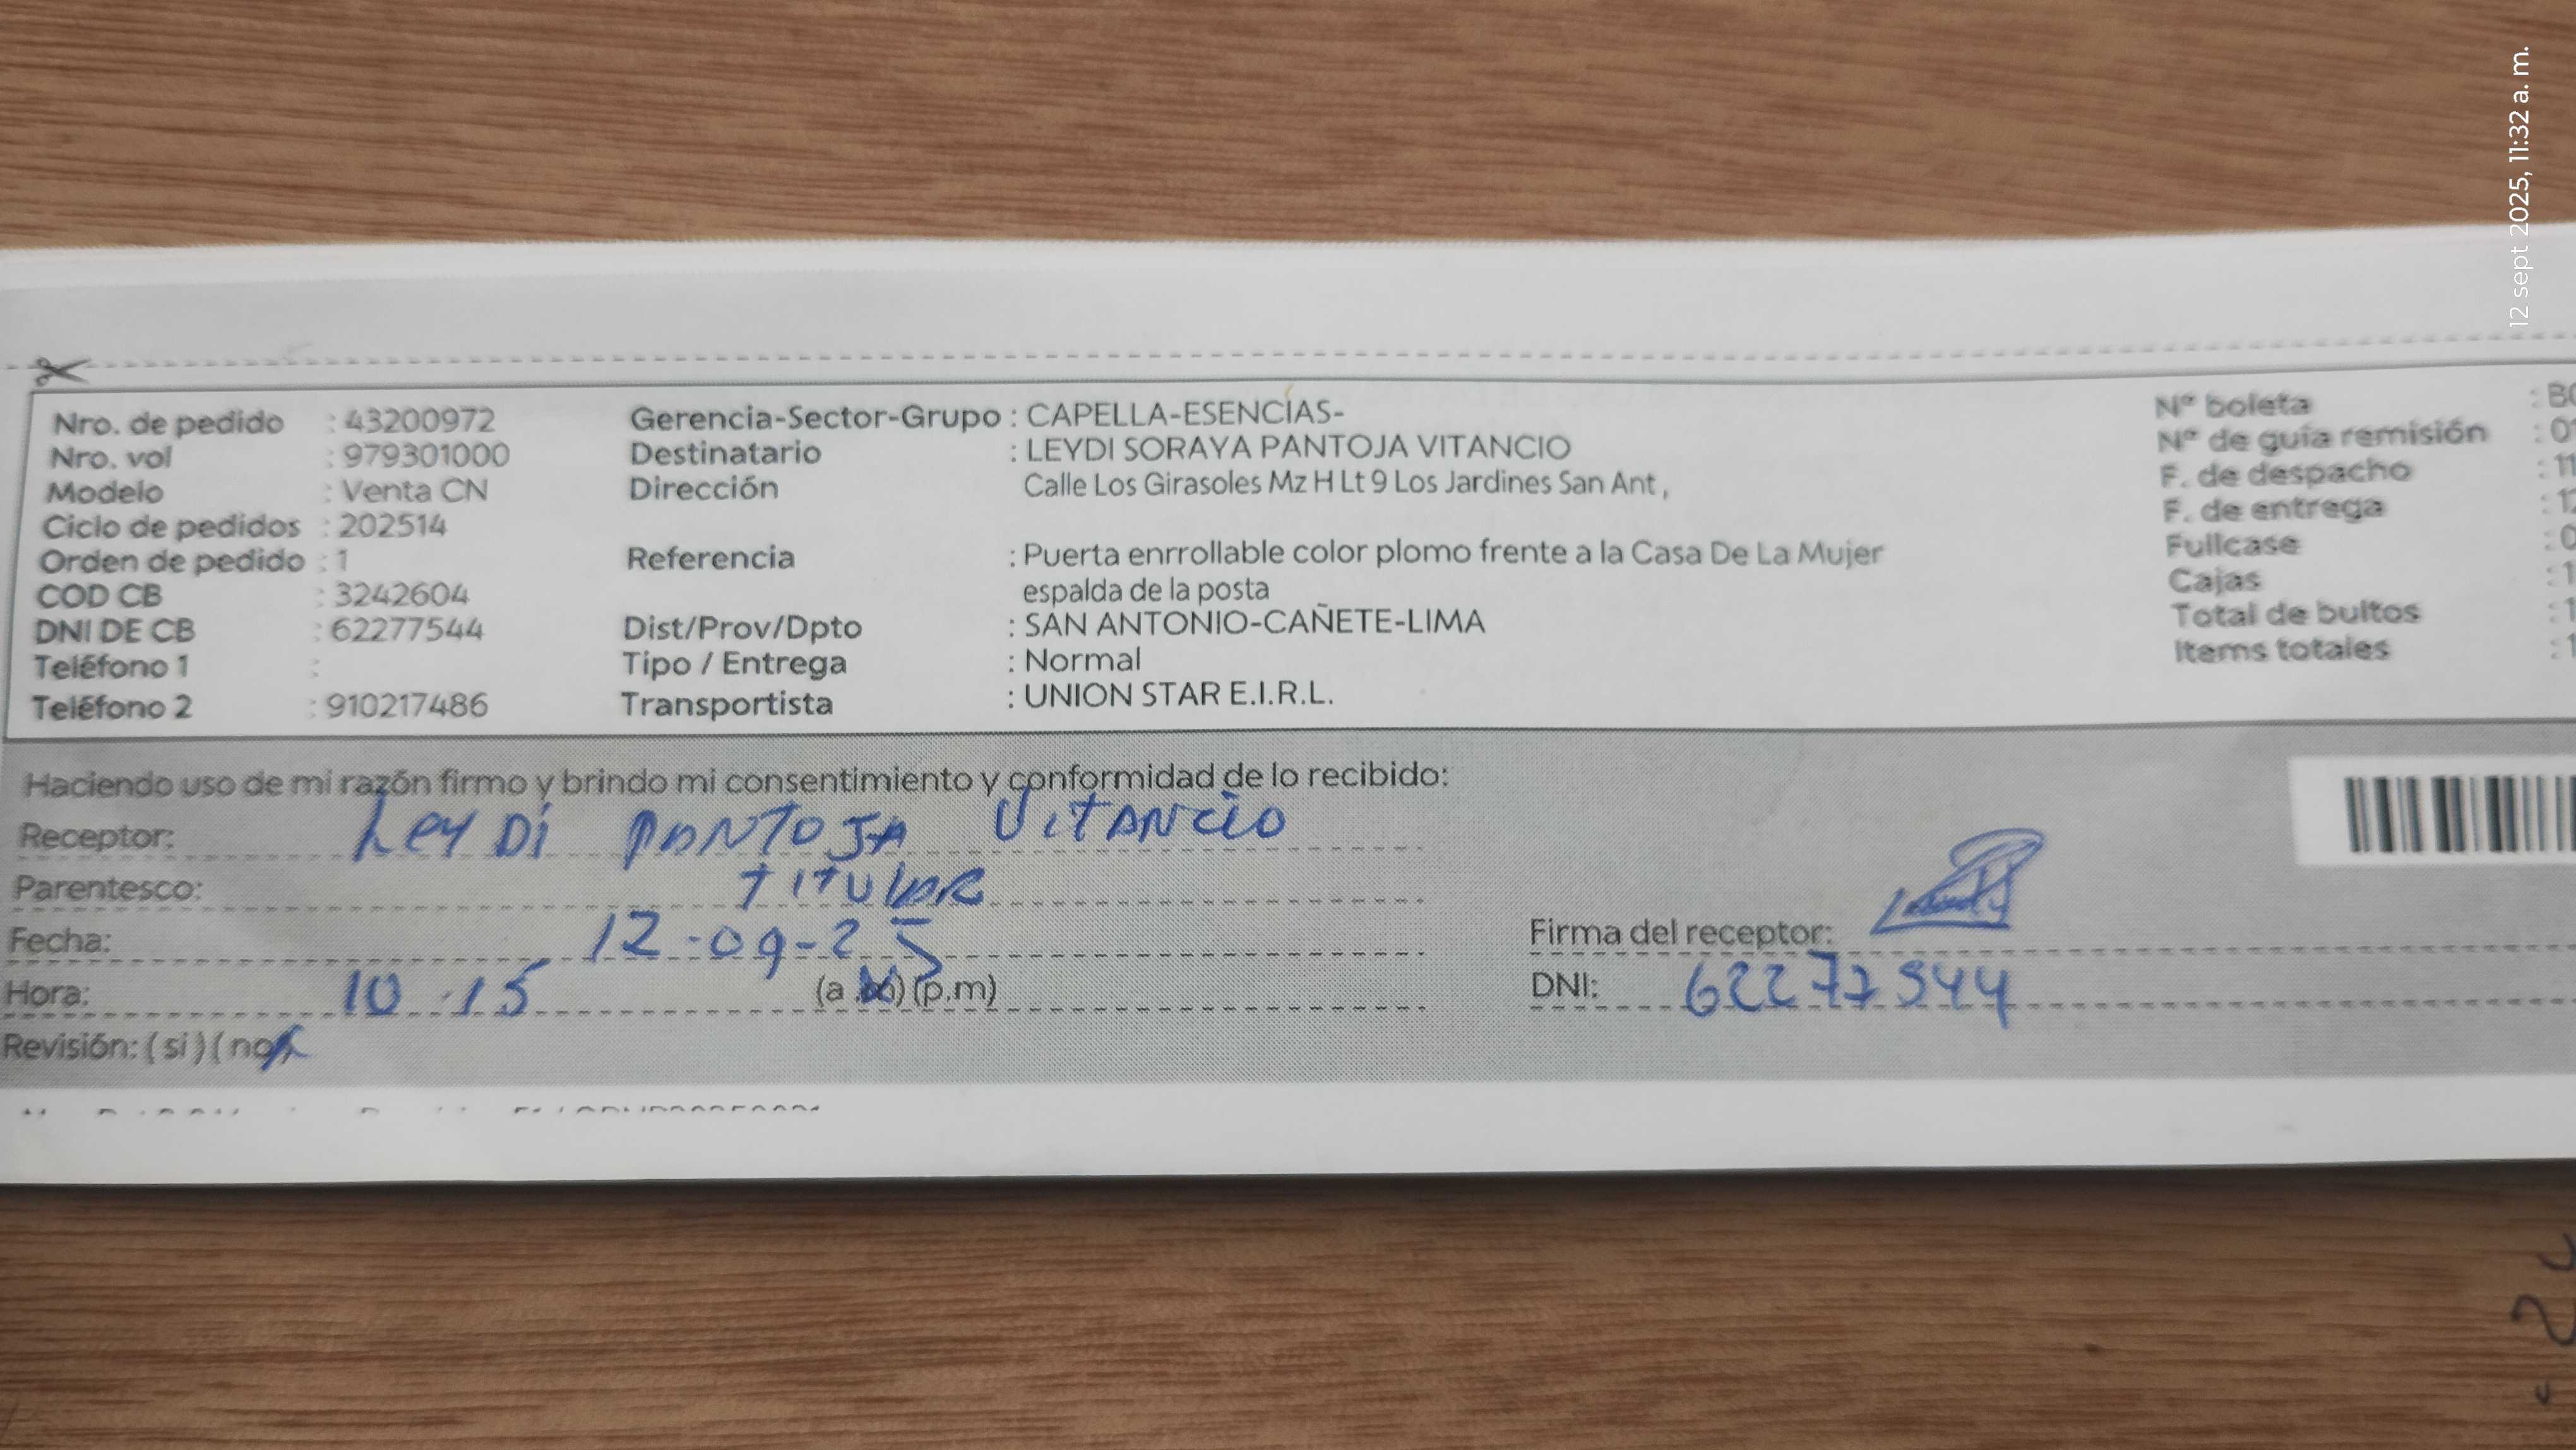 12 sept 2025, 11:32 a. m.
Nro. de pedido : 43200972
Nro. vol : 979301000
Modelo : Venta CN
Ciclo de pedidos : 202514
Orden de pedido : 1
COD CB : 3242604
DNI DE CB : 62277544
Teléfono 1 :
Teléfono 2 : 910217486
Gerencia-Sector-Grupo : CAPELLA-ESENCIAS-
Destinatario : LEYDI SORAYA PANTOJA VITANCIO
Dirección Calle Los Girasoles Mz H Lt 9 Los Jardines San Ant ,
Referencia : Puerta enrrollable color plomo frente a la Casa De La Mujer
espalda de la posta
Dist/Prov/Dpto : SAN ANTONIO-CAÑETE-LIMA
Tipo / Entrega : Normal
Transportista : UNION STAR E.I.R.L.
N° boleta :
N° de guía remisión :
F. de despacho : 11
F. de entrega : 12
Fullcase :
Cajas : 1
Total de bultos : 1
Items totales : 1
Haciendo uso de mi razón firmo y brindo mi consentimiento y conformidad de lo recibido:
Receptor: LEYDI PANTOJA VITANCIO
Parentesco: TITULAR
Fecha: 12-09-25
Hora: 10:15 (a.m) (p.m)
Revisión: ( si ) ( no )
Firma del receptor:
DNI: 62277544